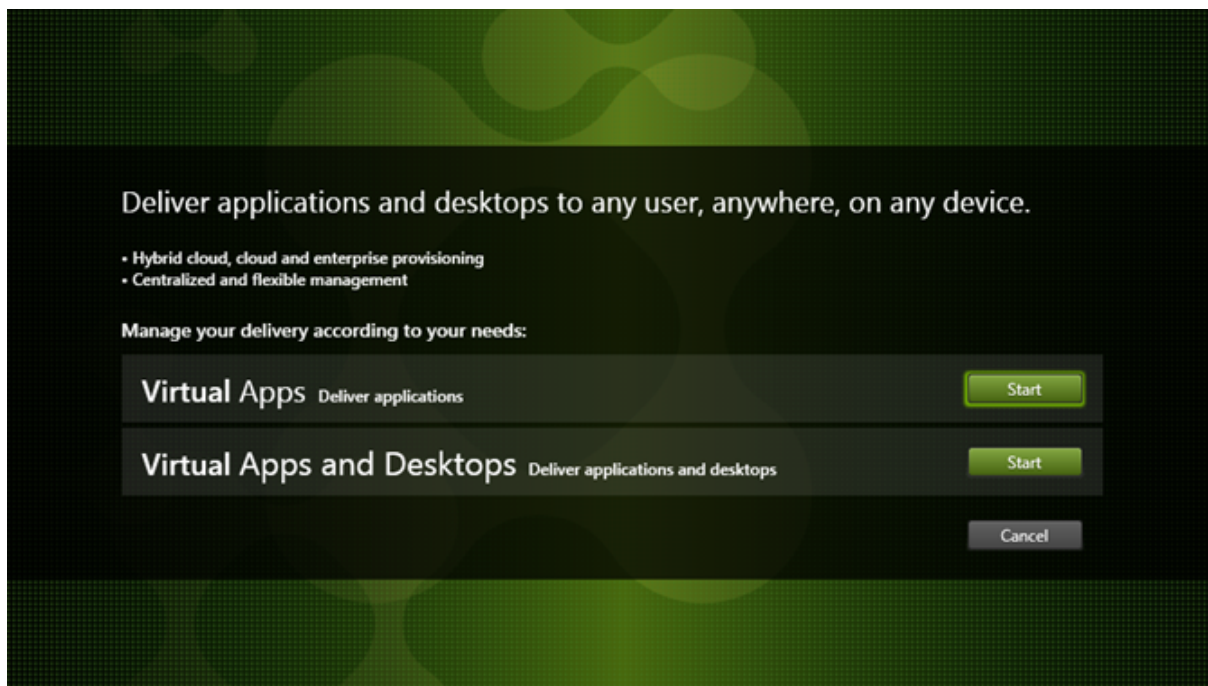 Deliver applications and desktops to any user, anywhere, on any device.
• Hybrid cloud, cloud and enterprise provisioning
• Centralized and flexible management
Manage your delivery according to your needs:
Virtual Apps Deliver applications
Start
Virtual Apps and Desktops Deliver applications and desktops
Start
Cancel